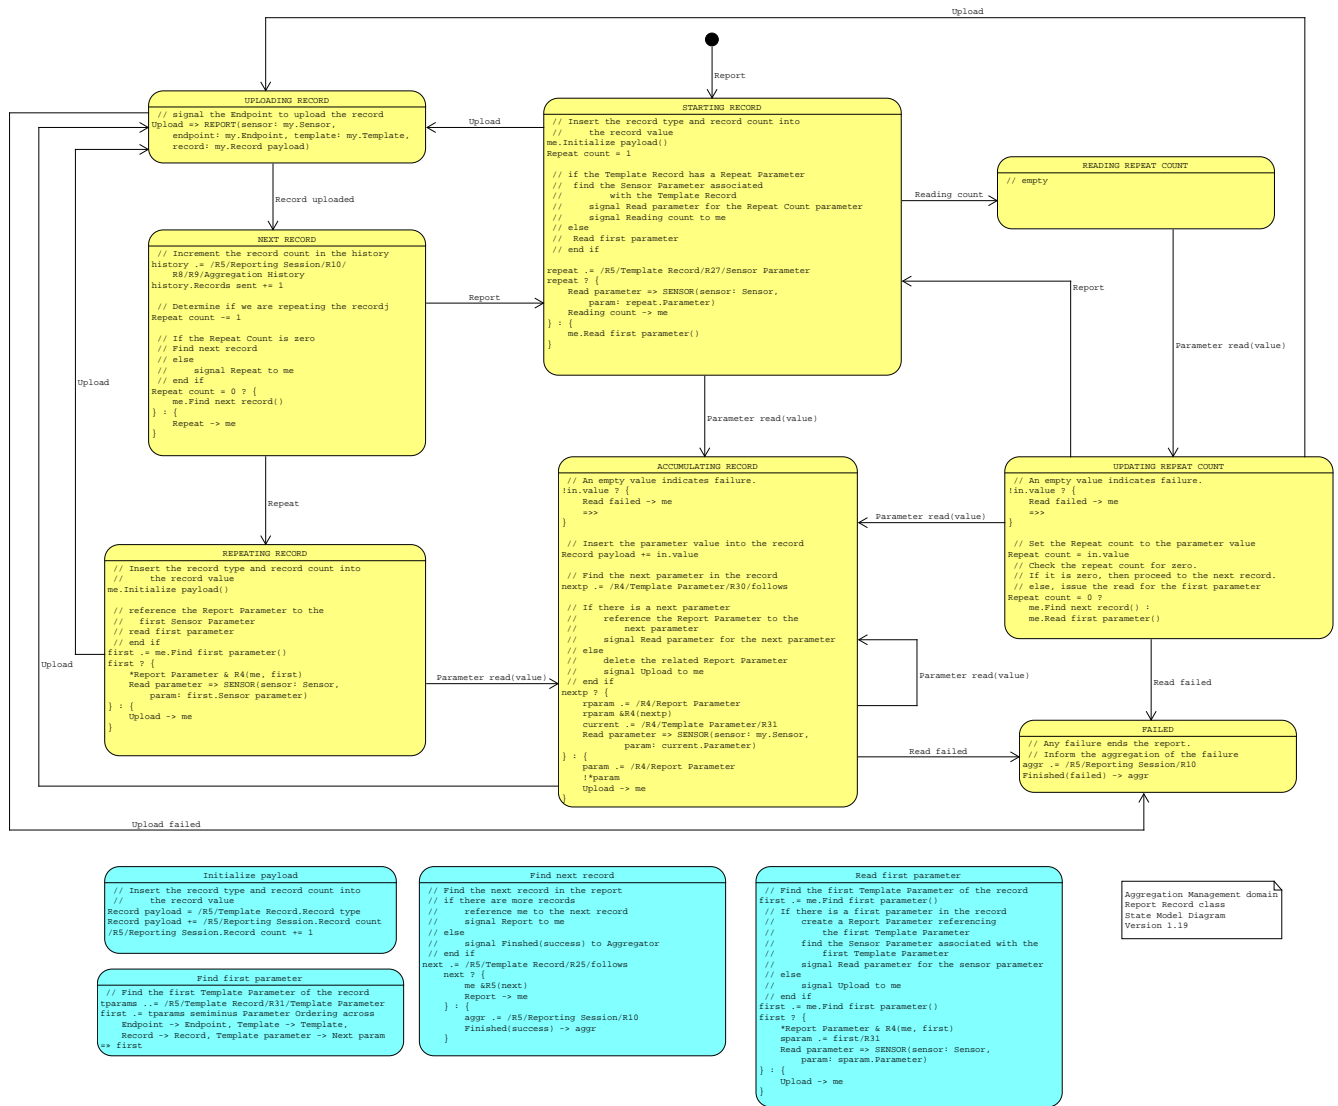 Upload
Report
UPLOADING RECORD
// signal the Endpoint to upload the record
Upload => REPORT(sensor: my.Sensor,
endpoint: my.Endpoint, template: my.Template,
record: my.Record payload)
Upload
STARTING RECORD
// Insert the record type and record count into
//     the record value
me.Initialize payload()
Repeat count = 1
// if the Template Record has a Repeat Parameter
//  find the Sensor Parameter associated
//         with the Template Record
//     signal Read parameter for the Repeat Count parameter
//     signal Reading count to me
// else
//  Read first parameter
// end if
repeat .= /R5/Template Record/R27/Sensor Parameter
repeat ? {
Read parameter => SENSOR(sensor: Sensor,
param: repeat.Parameter)
Reading count -> me
} : {
me.Read first parameter()
}
Reading count
READING REPEAT COUNT
// empty
Record uploaded
NEXT RECORD
// Increment the record count in the history
history .= /R5/Reporting Session/R10/
R8/R9/Aggregation History
history.Records sent += 1
// Determine if we are repeating the recordj
Repeat count -= 1
// If the Repeat Count is zero
// Find next record
// else
//     signal Repeat to me
// end if
Repeat count = 0 ? {
me.Find next record()
} : {
Repeat -> me
}
Report
Report
Parameter read(value)
Upload
Parameter read(value)
Repeat
ACCUMULATING RECORD
// An empty value indicates failure.
!in.value ? {
Read failed -> me
=>>
}
// Insert the parameter value into the record
Record payload += in.value
// Find the next parameter in the record
nextp .= /R4/Template Parameter/R30/follows
// If there is a next parameter
//     reference the Report Parameter to the
//         next parameter
//     signal Read parameter for the next parameter
// else
//     delete the related Report Parameter
//     signal Upload to me
// end if
nextp ? {
rparam .= /R4/Report Parameter
rparam &R4(nextp)
current .= /R4/Template Parameter/R31
Read parameter => SENSOR(sensor: my.Sensor,
param: current.Parameter)
} : {
param .= /R4/Report Parameter
!*param
Upload -> me
}
Parameter read(value)
UPDATING REPEAT COUNT
// An empty value indicates failure.
!in.value ? {
Read failed -> me
=>>
}
// Set the Repeat count to the parameter value
Repeat count = in.value
// Check the repeat count for zero.
// If it is zero, then proceed to the next record.
// else, issue the read for the first parameter
Repeat count = 0 ?
me.Find next record() :
me.Read first parameter()
REPEATING RECORD
// Insert the record type and record count into
//     the record value
me.Initialize payload()
// reference the Report Parameter to the
//   first Sensor Parameter
// read first parameter
// end if
first .= me.Find first parameter()
first ? {
*Report Parameter & R4(me, first)
Read parameter => SENSOR(sensor: Sensor,
param: first.Sensor parameter)
} : {
Upload -> me
}
Upload
Parameter read(value)
Parameter read(value)
Read failed
Read failed
FAILED
// Any failure ends the report.
// Inform the aggregation of the failure
aggr .= /R5/Reporting Session/R10
Finished(failed) -> aggr
Upload failed
Initialize payload
// Insert the record type and record count into
//     the record value
Record payload = /R5/Template Record.Record type
Record payload += /R5/Reporting Session.Record count
/R5/Reporting Session.Record count += 1
Find first parameter
// Find the first Template Parameter of the record
tparams ..= /R5/Template Record/R31/Template Parameter
first .= tparams semiminus Parameter Ordering across
Endpoint -> Endpoint, Template -> Template,
Record -> Record, Template parameter -> Next param
=> first
Find next record
// Find the next record in the report
// if there are more records
//     reference me to the next record
//     signal Report to me
// else
//     signal Finshed(success) to Aggregator
// end if
next .= /R5/Template Record/R25/follows
next ? {
me &R5(next)
Report -> me
} : {
aggr .= /R5/Reporting Session/R10
Finished(success) -> aggr
}
Read first parameter
// Find the first Template Parameter of the record
first .= me.Find first parameter()
// If there is a first parameter in the record
//     create a Report Parameter referencing
//         the first Template Parameter
//     find the Sensor Parameter associated with the
//         first Template Parameter
//     signal Read parameter for the sensor parameter
// else
//     signal Upload to me
// end if
first .= me.Find first parameter()
first ? {
*Report Parameter & R4(me, first)
sparam .= first/R31
Read parameter => SENSOR(sensor: Sensor,
param: sparam.Parameter)
} : {
Upload -> me
}
Aggregation Management domain
Report Record class
State Model Diagram
Version 1.19